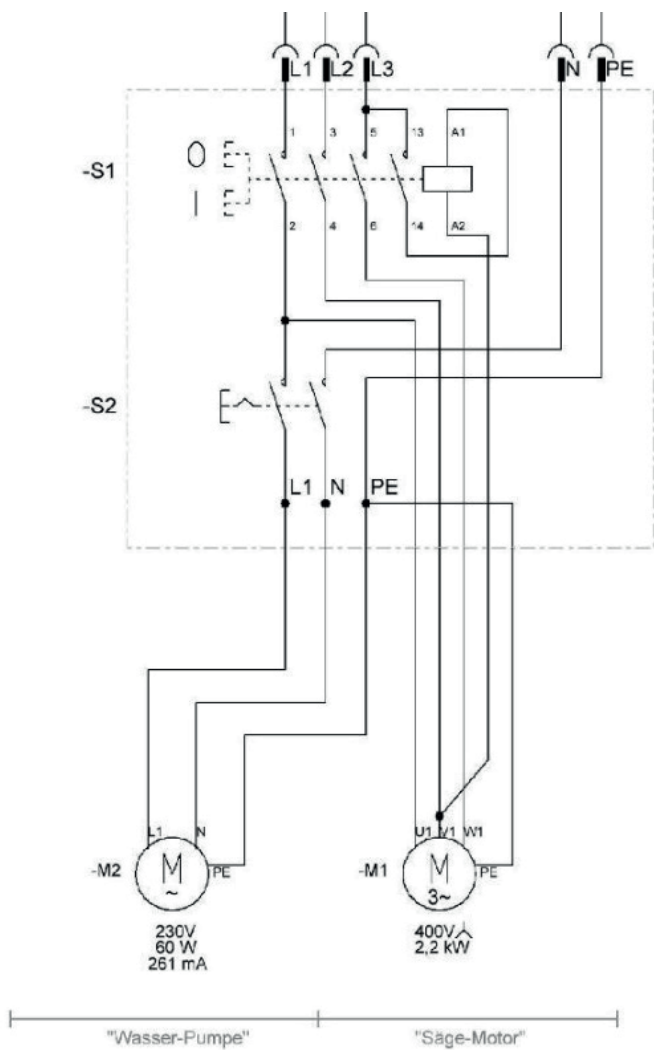 L1 L2 L3 N PE
1 3 5 13 A1
O
-S1
I
2 4 6 14 A2
-S2
L1 N PE
L1 N U1 V1 W1
-M2 M ~ PE -M1 M 3~ PE
230V 400V
60 W 2,2 kW
261 mA
"Wasser-Pumpe" "Säge-Motor"